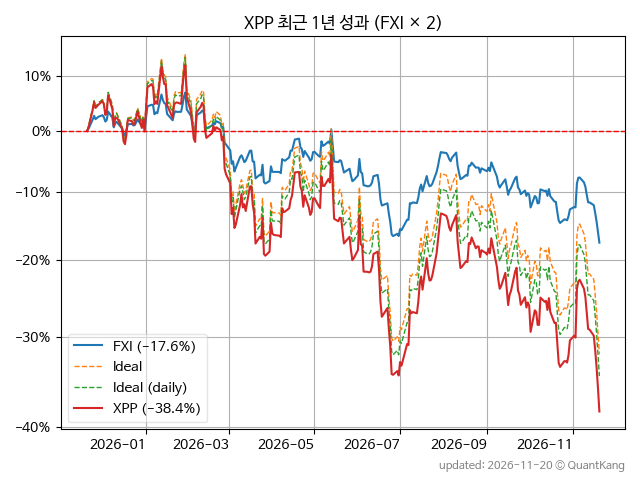 XPP 최근 1년 성과 (FXI × 2)
10%
0%
−10%
−20%
−30%
−40%
FXI (−17.6%)
Ideal
Ideal (daily)
XPP (−38.4%)
2026-01
2026-03
2026-05
2026-07
2026-09
2026-11
updated: 2026-11-20 © QuantKang